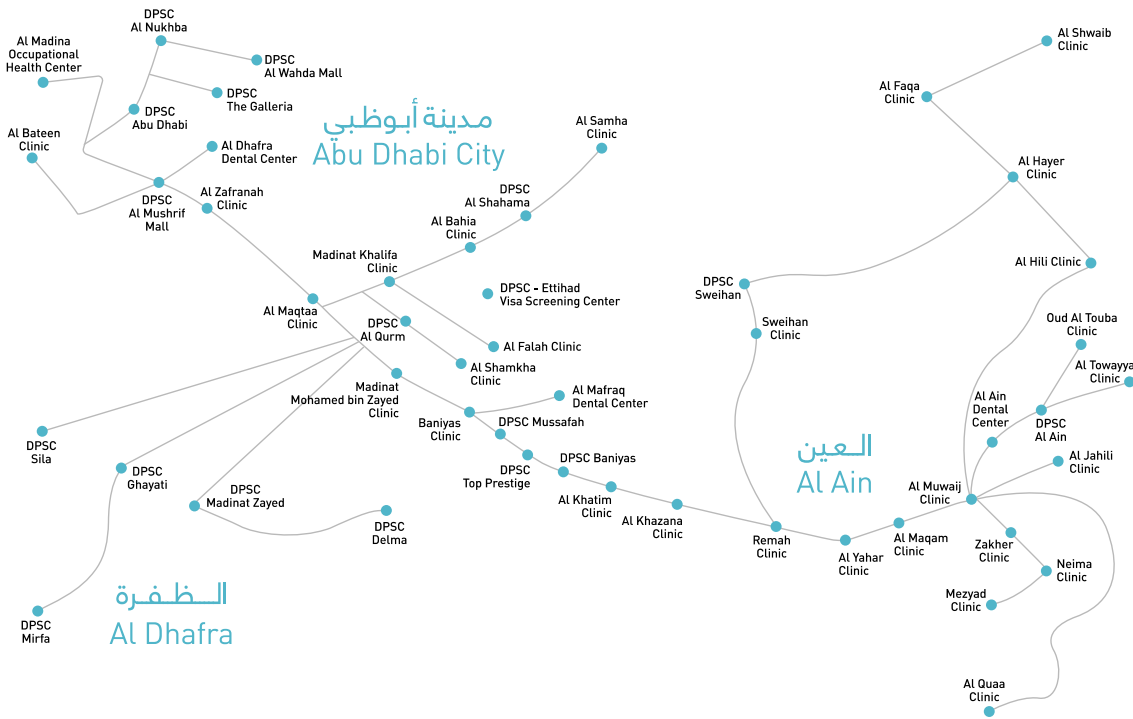 DPSC
Al Nukhba
Al Madina
Occupational
Health Center
DPSC
Al Wahda Mall
DPSC
The Galleria
DPSC
Abu Dhabi
Al Bateen
Clinic
Al Dhafra
Dental Center
DPSC
Al Mushrif
Mall
Al Zafranah
Clinic
مدينة أبوظبي
Abu Dhabi City
Al Samha
Clinic
DPSC
Al Shahama
Al Bahia
Clinic
Madinat Khalifa
Clinic
DPSC - Ettihad
Visa Screening Center
Al Maqtaa
Clinic
DPSC
Al Qurm
Al Falah Clinic
Al Shamkha
Clinic
Madinat
Mohamed bin Zayed
Clinic
Al Mafraq
Dental Center
Baniyas
Clinic
DPSC Mussafah
DPSC
Top Prestige
DPSC Baniyas
Al Khatim
Clinic
Al Khazana
Clinic
DPSC
Sila
DPSC
Ghayati
DPSC
Madinat Zayed
DPSC
Delma
DPSC
Mirfa
الـــظــفــرة
Al Dhafra
Al Shwaib
Clinic
Al Faqa
Clinic
Al Hayer
Clinic
Al Hili Clinic
DPSC
Sweihan
Sweihan
Clinic
Oud Al Touba
Clinic
Al Towayya
Clinic
Al Ain
Dental
Center
DPSC
Al Ain
العـين
Al Ain
Al Jahili
Clinic
Al Muwaij
Clinic
Remah
Clinic
Al Yahar
Clinic
Al Maqam
Clinic
Zakher
Clinic
Neima
Clinic
Mezyad
Clinic
Al Quaa
Clinic